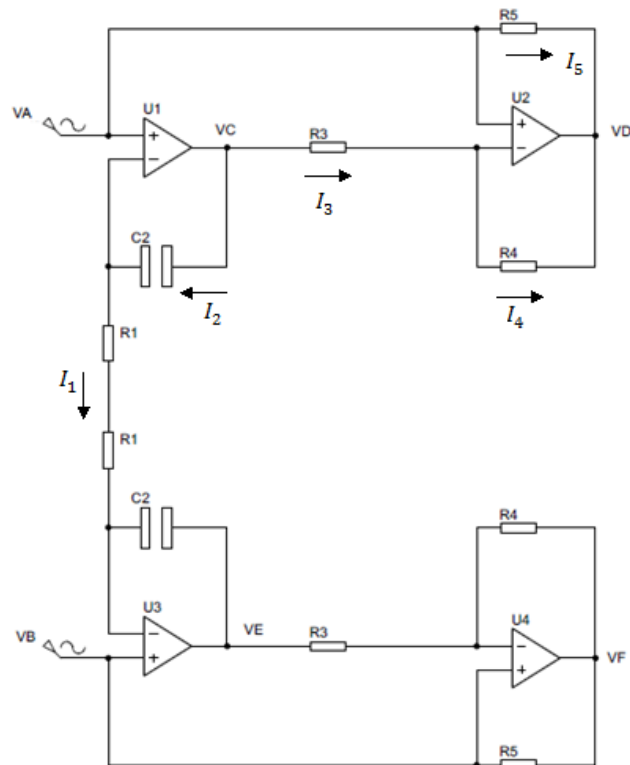 R5
I5
U1
U2
VA
VC
R3
VD
+
−
+
−
I3
C2
R4
I2
I4
R1
I1
R1
C2
R4
U3
U4
VB
VE
R3
VF
−
+
−
+
R5